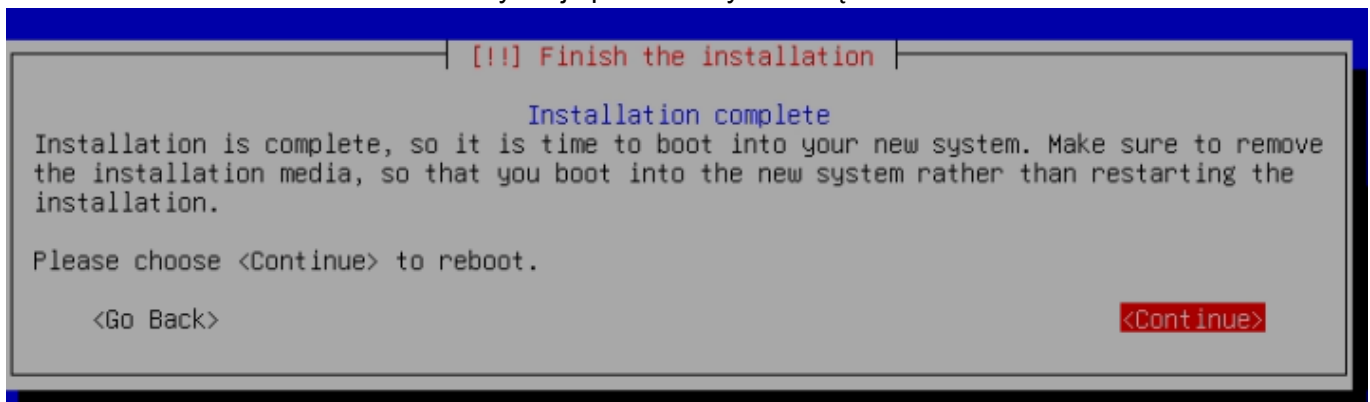 [!!] Finish the installation
Installation complete
Installation is complete, so it is time to boot into your new system. Make sure to remove
the installation media, so that you boot into the new system rather than restarting the
installation.
Please choose <Continue> to reboot.
<Go Back> <Continue>